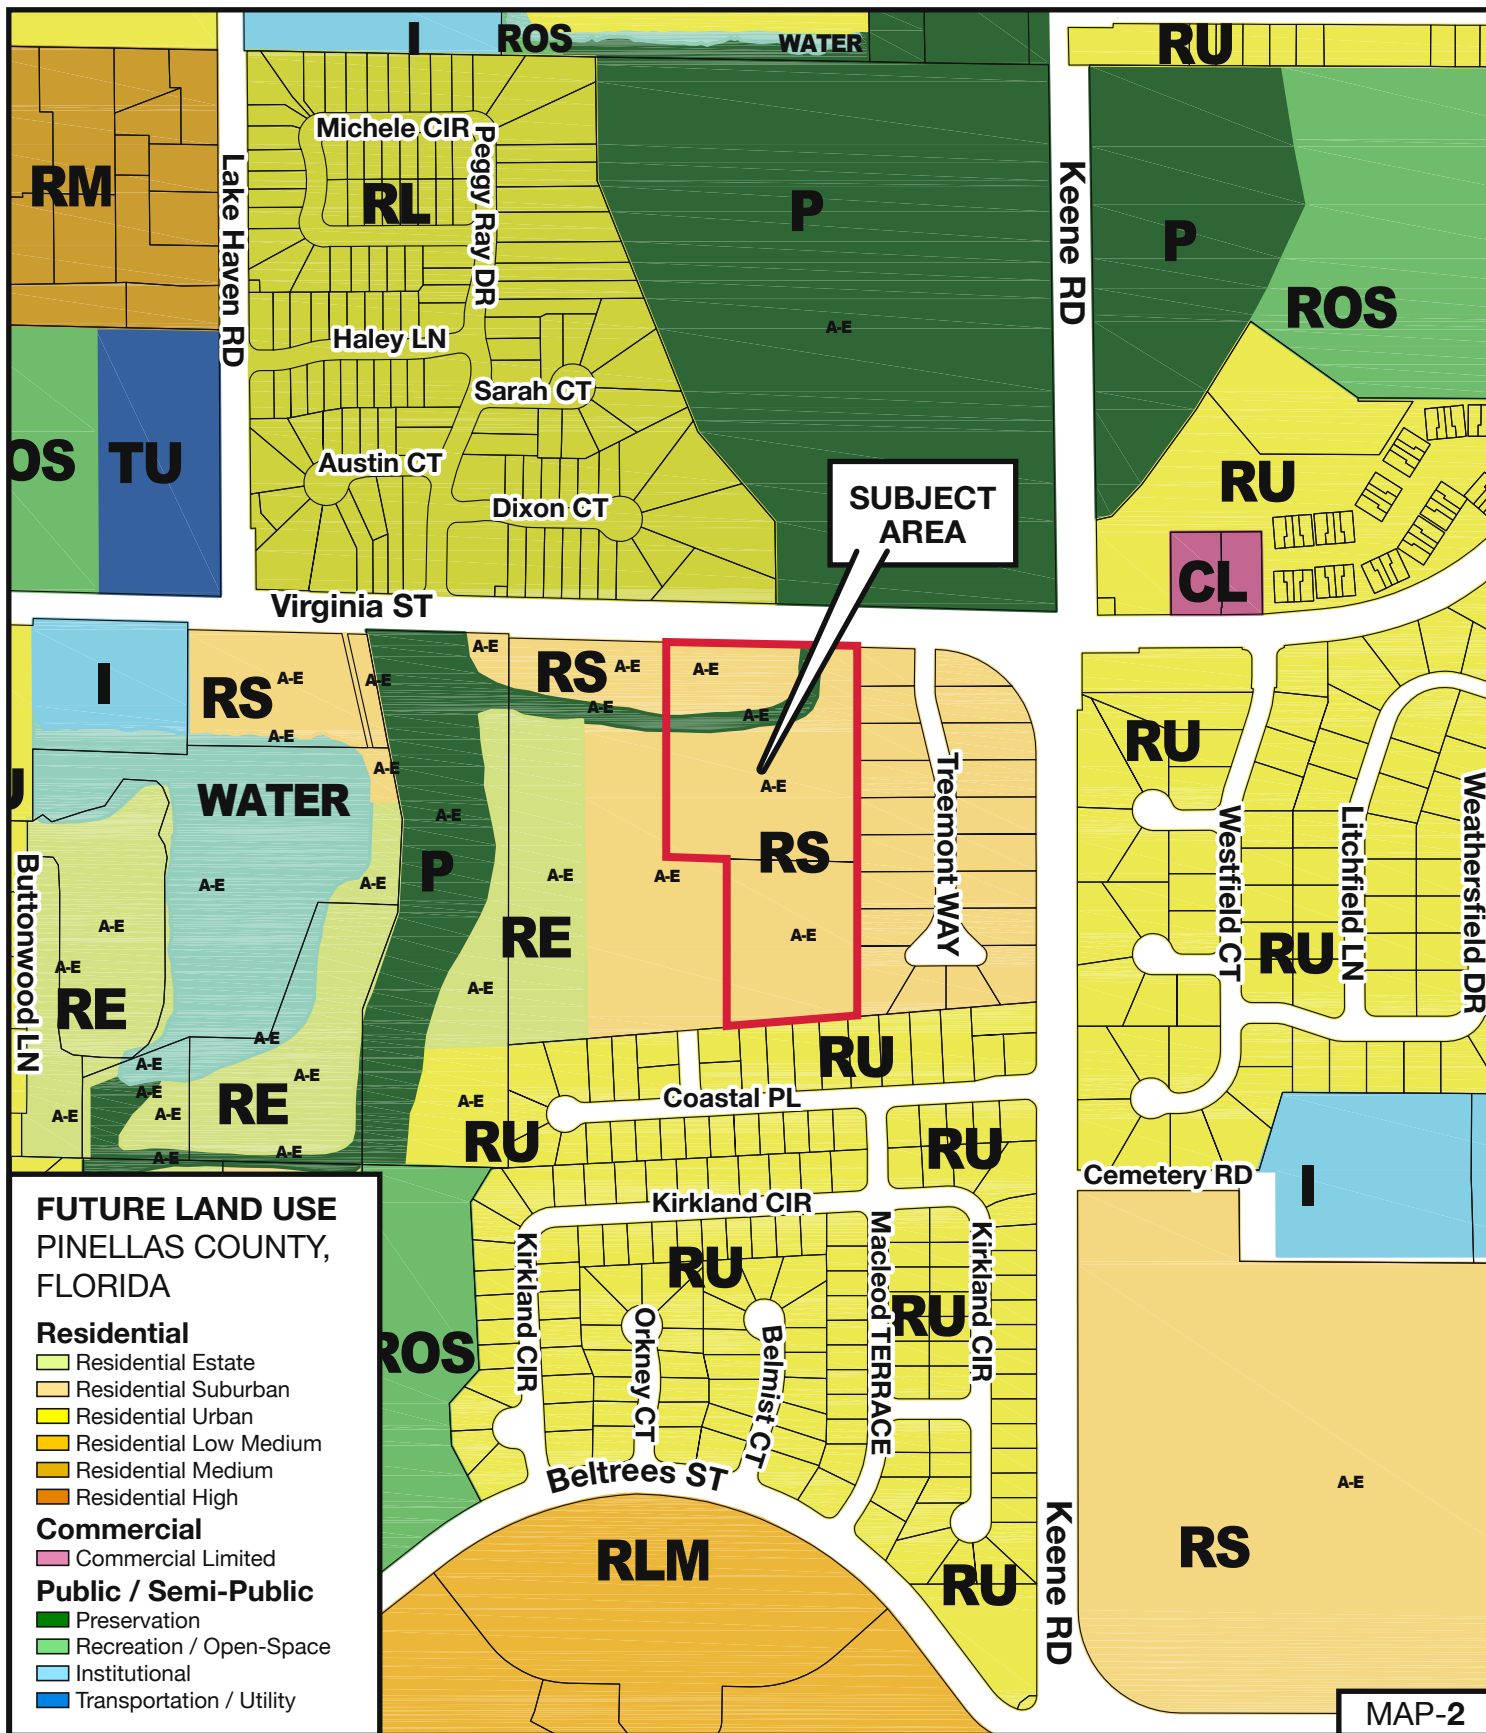 I
ROS
WATER
RU
Michele CIR
Peggy Ray DR
RM
RL
Lake Haven RD
P
Keene RD
P
ROS
A-E
Haley LN
Sarah CT
OS
TU
Austin CT
Dixon CT
RU
SUBJECT
AREA
CL
Virginia ST
I
RS
A-E
A-E
A-E
A-E
RS
A-E
A-E
A-E
A-E
RU
A-E
WATER
A-E
A-E
A-E
RS
Treemont WAY
Westfield CT
Litchfield LN
Weathersfield DR
Buttonwood LN
A-E
A-E
P
A-E
A-E
A-E
RE
A-E
A-E
RE
A-E
RU
A-E
RU
A-E
A-E
A-E
A-E
A-E
RE
A-E
A-E
A-E
RU
Coastal PL
RU
A-E
Cemetery RD
I
Kirkland CIR
Kirkland CIR
RU
Macleod TERRACE
RU
Kirkland CIR
Orkney CT
Belmist CT
ROS
Beltrees ST
RLM
RU
Keene RD
A-E
RS
FUTURE LAND USE
PINELLAS COUNTY,
FLORIDA
Residential
Residential Estate
Residential Suburban
Residential Urban
Residential Low Medium
Residential Medium
Residential High
Commercial
Commercial Limited
Public / Semi-Public
Preservation
Recreation / Open-Space
Institutional
Transportation / Utility
MAP-2